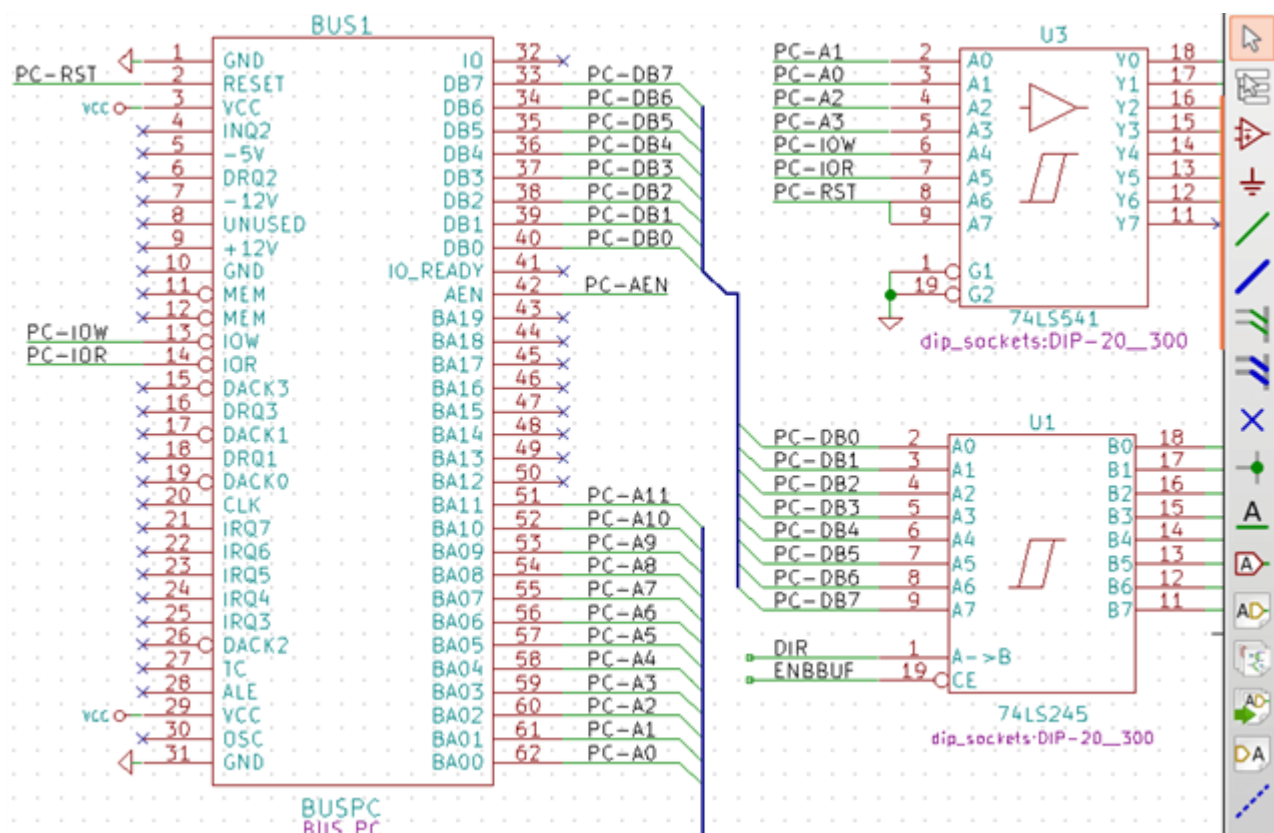 BUS1
1 GND IO 32
PC-RST 2 RESET DB7 33 PC-DB7
VCC 3 VCC DB6 34 PC-DB6
4 INQ2 DB5 35 PC-DB5
5 -5V DB4 36 PC-DB4
6 DRQ2 DB3 37 PC-DB3
7 -12V DB2 38 PC-DB2
8 UNUSED DB1 39 PC-DB1
9 +12V DB0 40 PC-DB0
10 GND IO_READY 41
11 MEM AEN 42 PC-AEN
12 MEM BA19 43
PC-IOW 13 IOW BA18 44
PC-IOR 14 IOR BA17 45
15 DACK3 BA16 46
16 DRQ3 BA15 47
17 DACK1 BA14 48
18 DRQ1 BA13 49
19 DACK0 BA12 50
20 CLK BA11 51 PC-A11
21 IRQ7 BA10 52 PC-A10
22 IRQ6 BA09 53 PC-A9
23 IRQ5 BA08 54 PC-A8
24 IRQ4 BA07 55 PC-A7
25 IRQ3 BA06 56 PC-A6
26 DACK2 BA05 57 PC-A5
27 TC BA04 58 PC-A4
28 ALE BA03 59 PC-A3
VCC 29 VCC BA02 60 PC-A2
30 OSC BA01 61 PC-A1
31 GND BA00 62 PC-A0
BUSPC
BUS_PC
U3
PC-A1 2 A0 Y0 18
PC-A0 3 A1 Y1 17
PC-A2 4 A2 Y2 16
PC-A3 5 A3 Y3 15
PC-IOW 6 A4 Y4 14
PC-IOR 7 A5 Y5 13
PC-RST 8 A6 Y6 12
9 A7 Y7 11
1 G1
19 G2
74LS541
dip_sockets:DIP-20__300
U1
PC-DB0 2 A0 B0 18
PC-DB1 3 A1 B1 17
PC-DB2 4 A2 B2 16
PC-DB3 5 A3 B3 15
PC-DB4 6 A4 B4 14
PC-DB5 7 A5 B5 13
PC-DB6 8 A6 B6 12
PC-DB7 9 A7 B7 11
DIR 1 A->B
ENBBUF 19 CE
74LS245
dip_sockets:DIP-20__300
A
A
AD
AD
DA